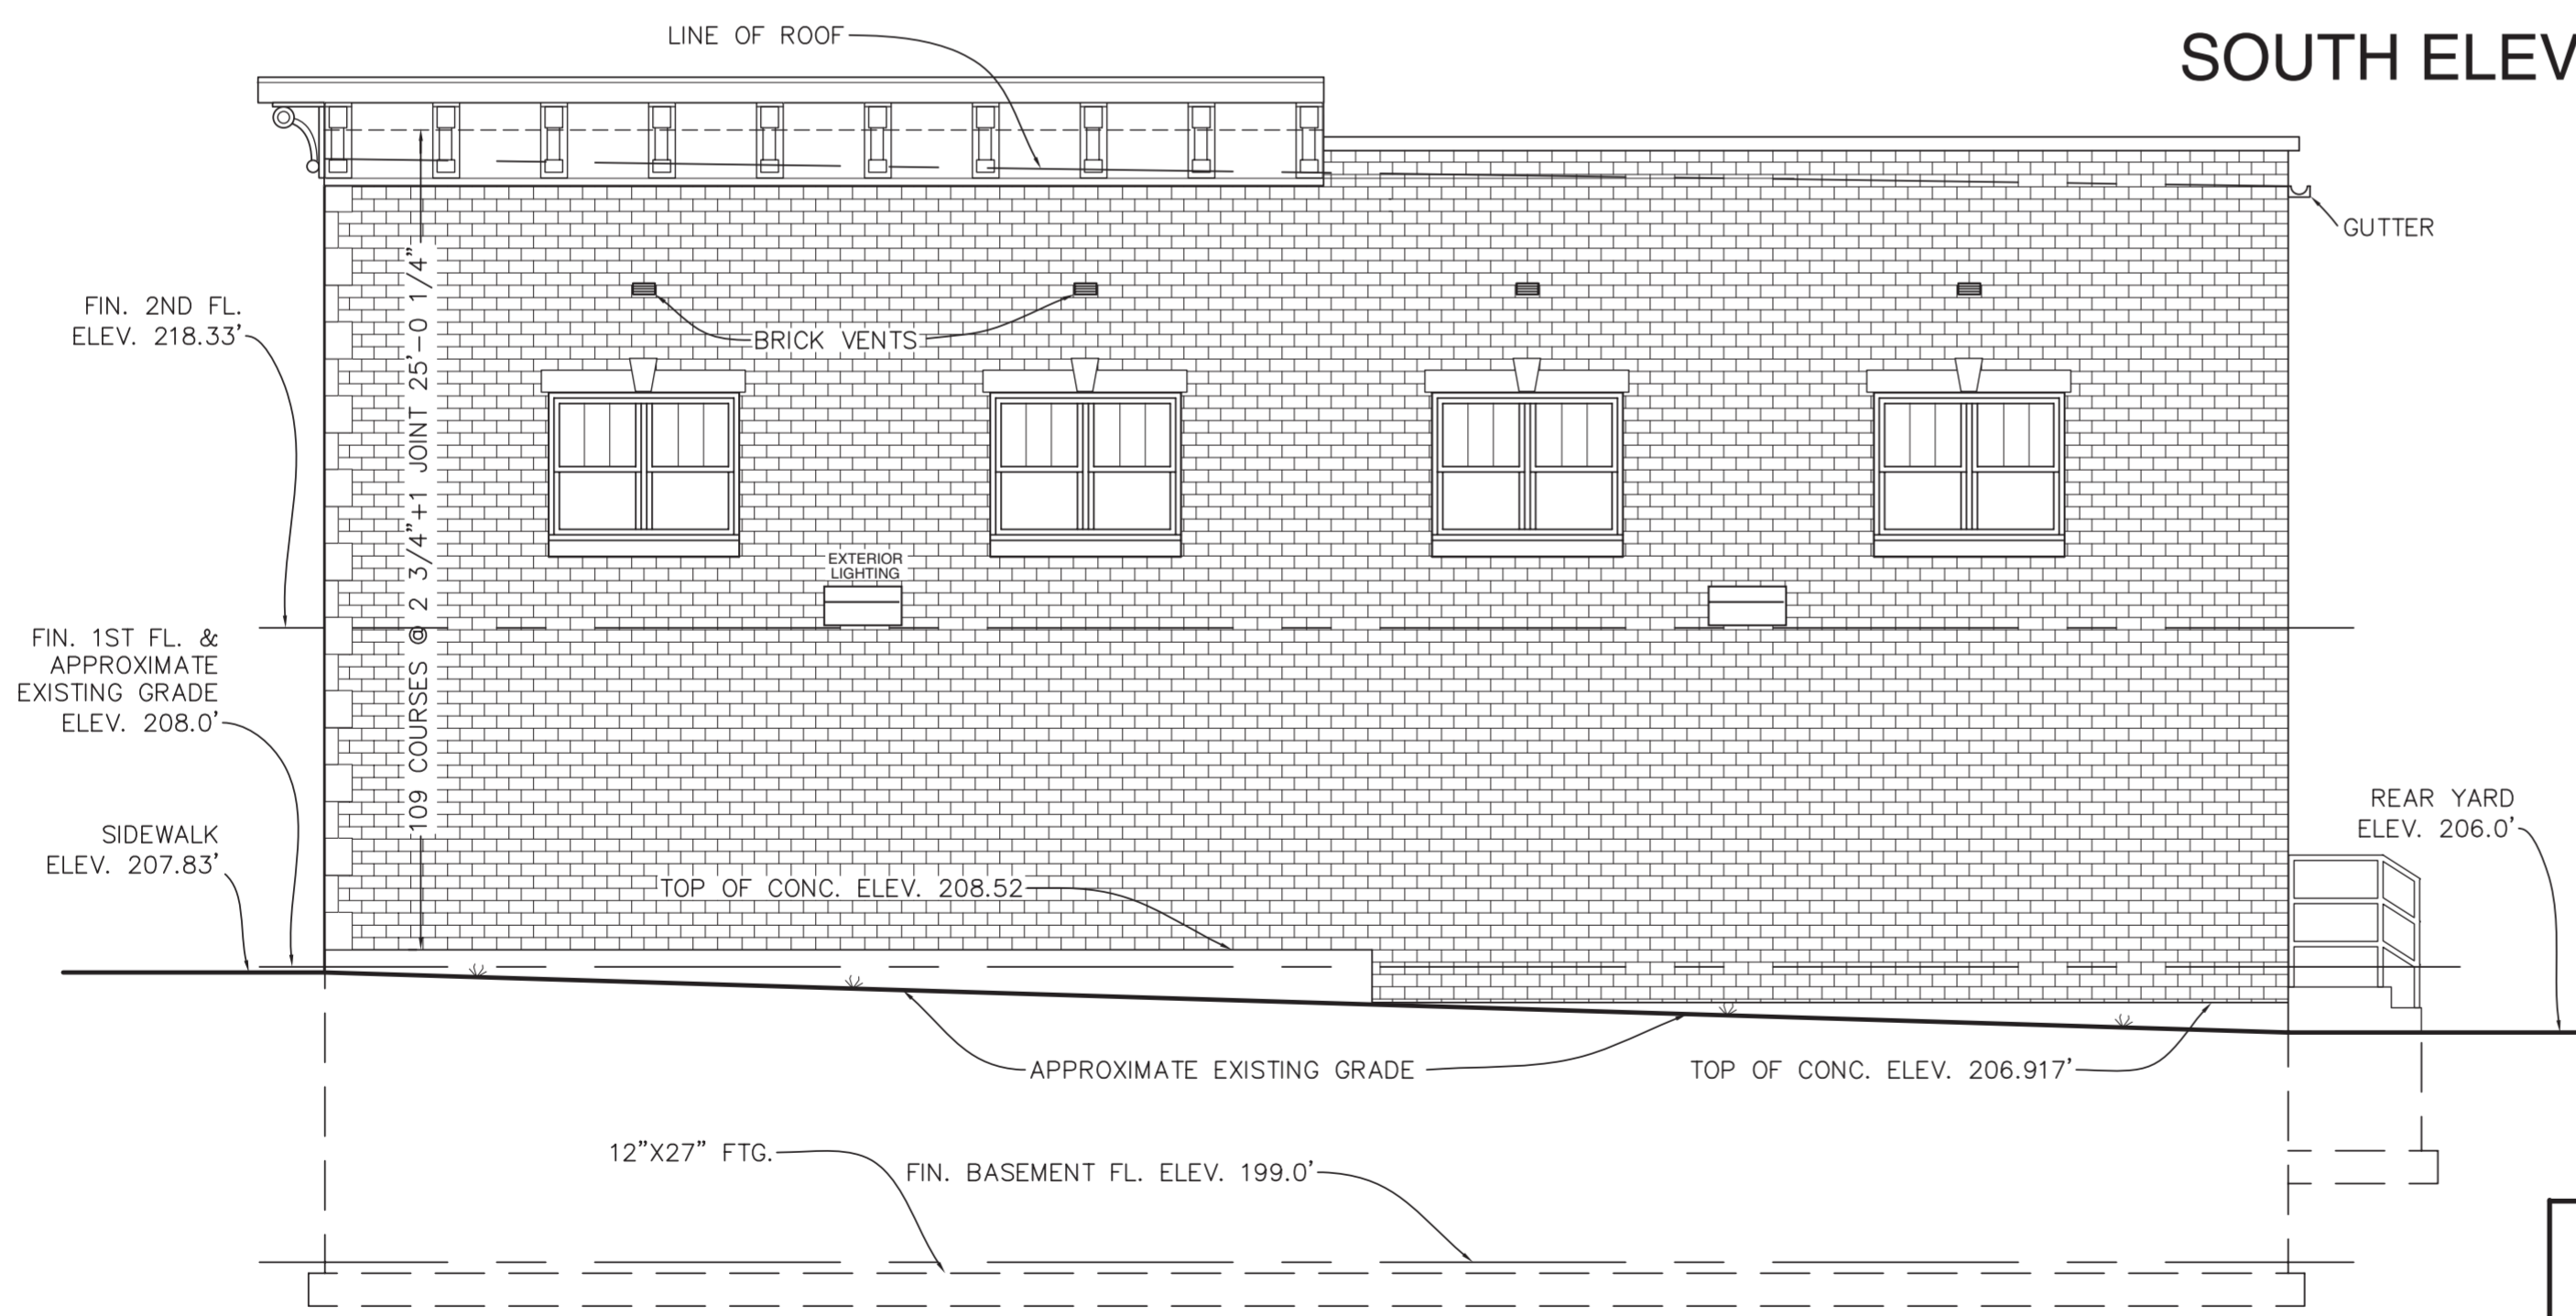 LINE OF ROOF
SOUTH ELEV
GUTTER
FIN. 2ND FL.
ELEV. 218.33'
BRICK VENTS
109 COURSES @ 2 3/4"+1 JOINT 25'-0 1/4"
EXTERIOR
LIGHTING
FIN. 1ST FL. &
APPROXIMATE
EXISTING GRADE
ELEV. 208.0'
SIDEWALK
ELEV. 207.83'
REAR YARD
ELEV. 206.0'
TOP OF CONC. ELEV. 208.52
APPROXIMATE EXISTING GRADE
TOP OF CONC. ELEV. 206.917'
12"X27" FTG.
FIN. BASEMENT FL. ELEV. 199.0'